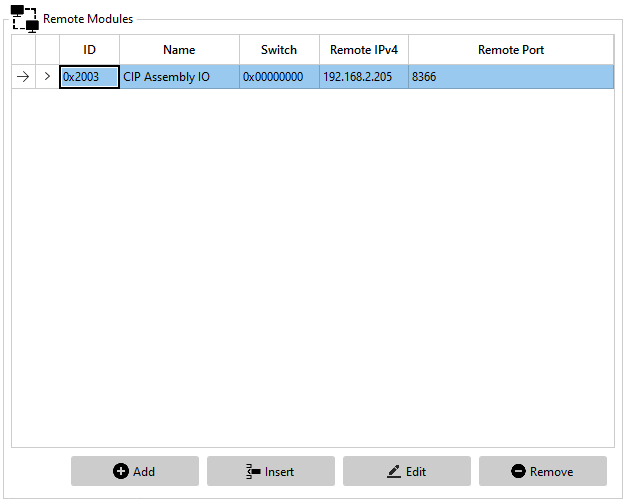 Remote Modules
ID Name Switch Remote IPv4 Remote Port
0x2003 CIP Assembly IO 0x00000000 192.168.2.205 8366
Add Insert Edit Remove